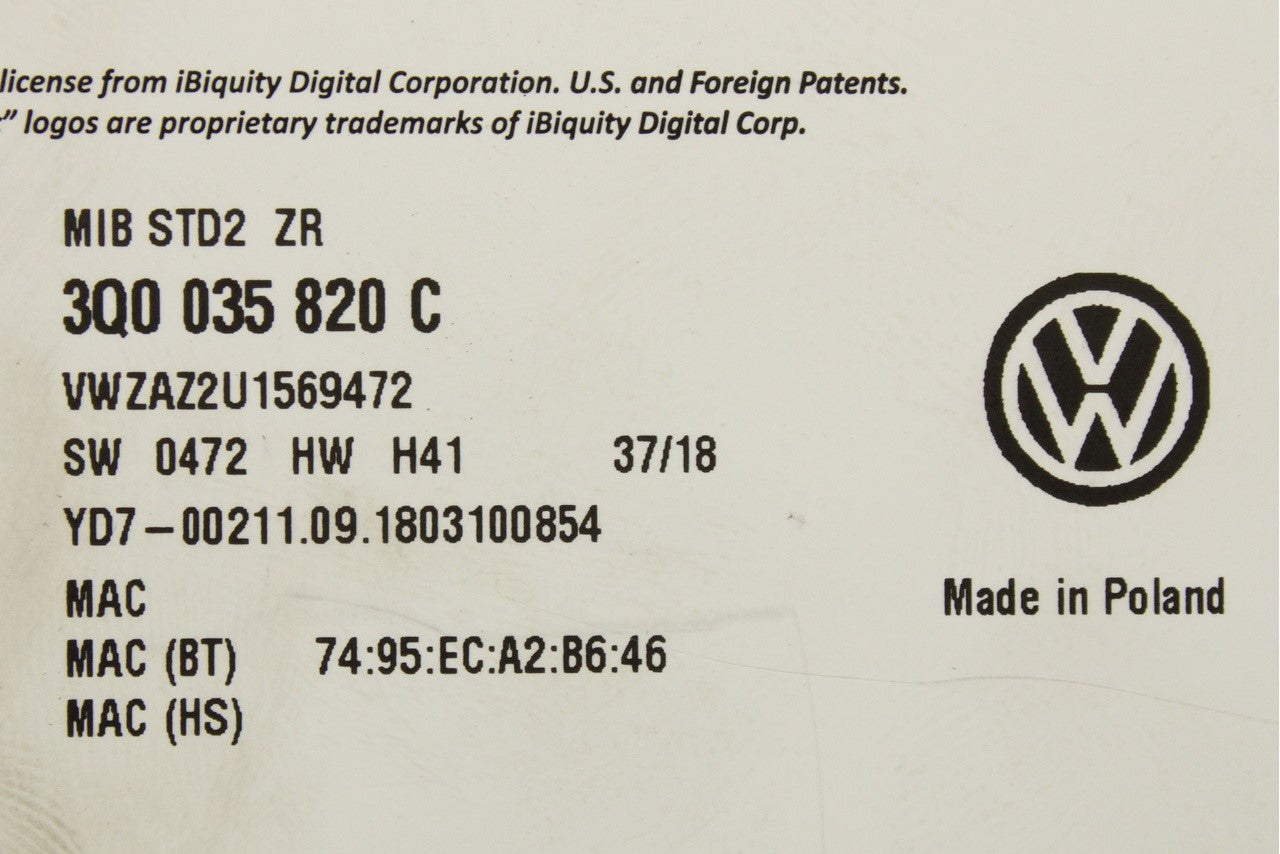 license from iBiquity Digital Corporation. U.S. and Foreign Patents.
” logos are proprietary trademarks of iBiquity Digital Corp.
MIB STD2 ZR
3Q0 035 820 C
VWZAZ2U1569472
SW 0472 HW H41 37/18
YD7-00211.09.1803100854
MAC
MAC (BT) 74:95:EC:A2:B6:46
MAC (HS)
Made in Poland